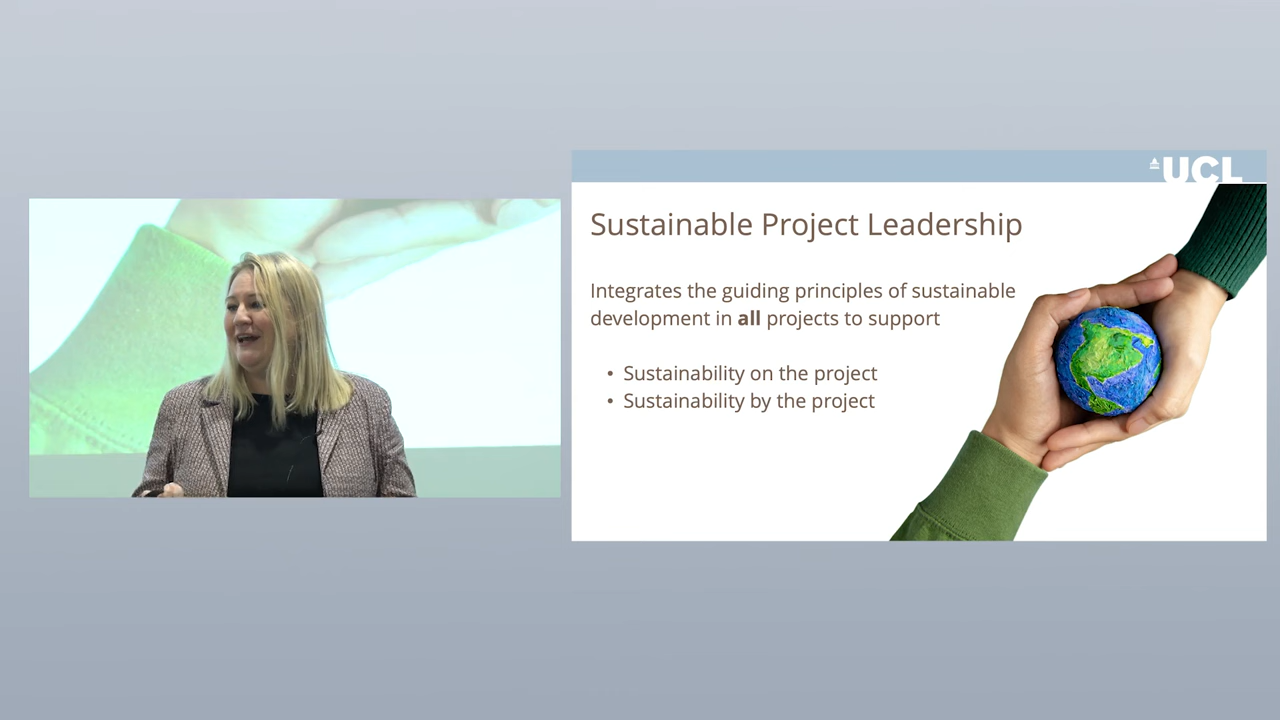 UCL
Sustainable Project Leadership
Integrates the guiding principles of sustainable
development in all projects to support
• Sustainability on the project
• Sustainability by the project